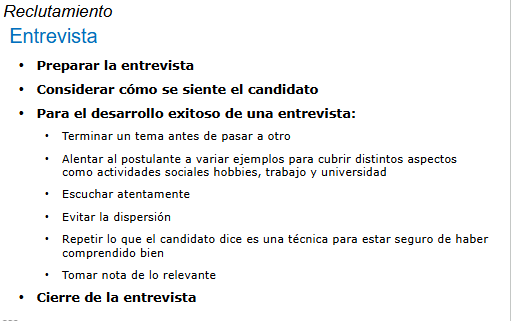 Reclutamiento
Entrevista
• Preparar la entrevista
• Considerar cómo se siente el candidato
• Para el desarrollo exitoso de una entrevista:
• Terminar un tema antes de pasar a otro
• Alentar al postulante a variar ejemplos para cubrir distintos aspectos
como actividades sociales hobbies, trabajo y universidad
• Escuchar atentamente
• Evitar la dispersión
• Repetir lo que el candidato dice es una técnica para estar seguro de haber
comprendido bien
• Tomar nota de lo relevante
• Cierre de la entrevista